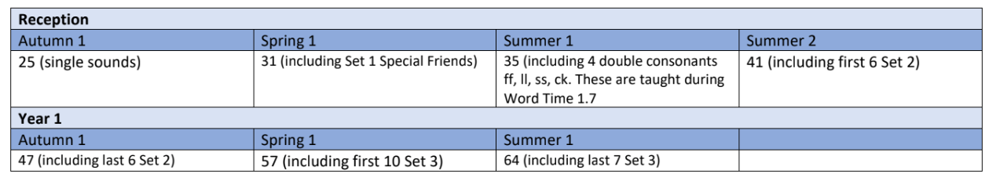 Reception
Autumn 1 Spring 1 Summer 1 Summer 2
25 (single sounds) 31 (including Set 1 Special Friends) 35 (including 4 double consonants 41 (including first 6 Set 2)
ff, ll, ss, ck. These are taught during
Word Time 1.7
Year 1
Autumn 1 Spring 1 Summer 1
47 (including last 6 Set 2) 57 (including first 10 Set 3) 64 (including last 7 Set 3)